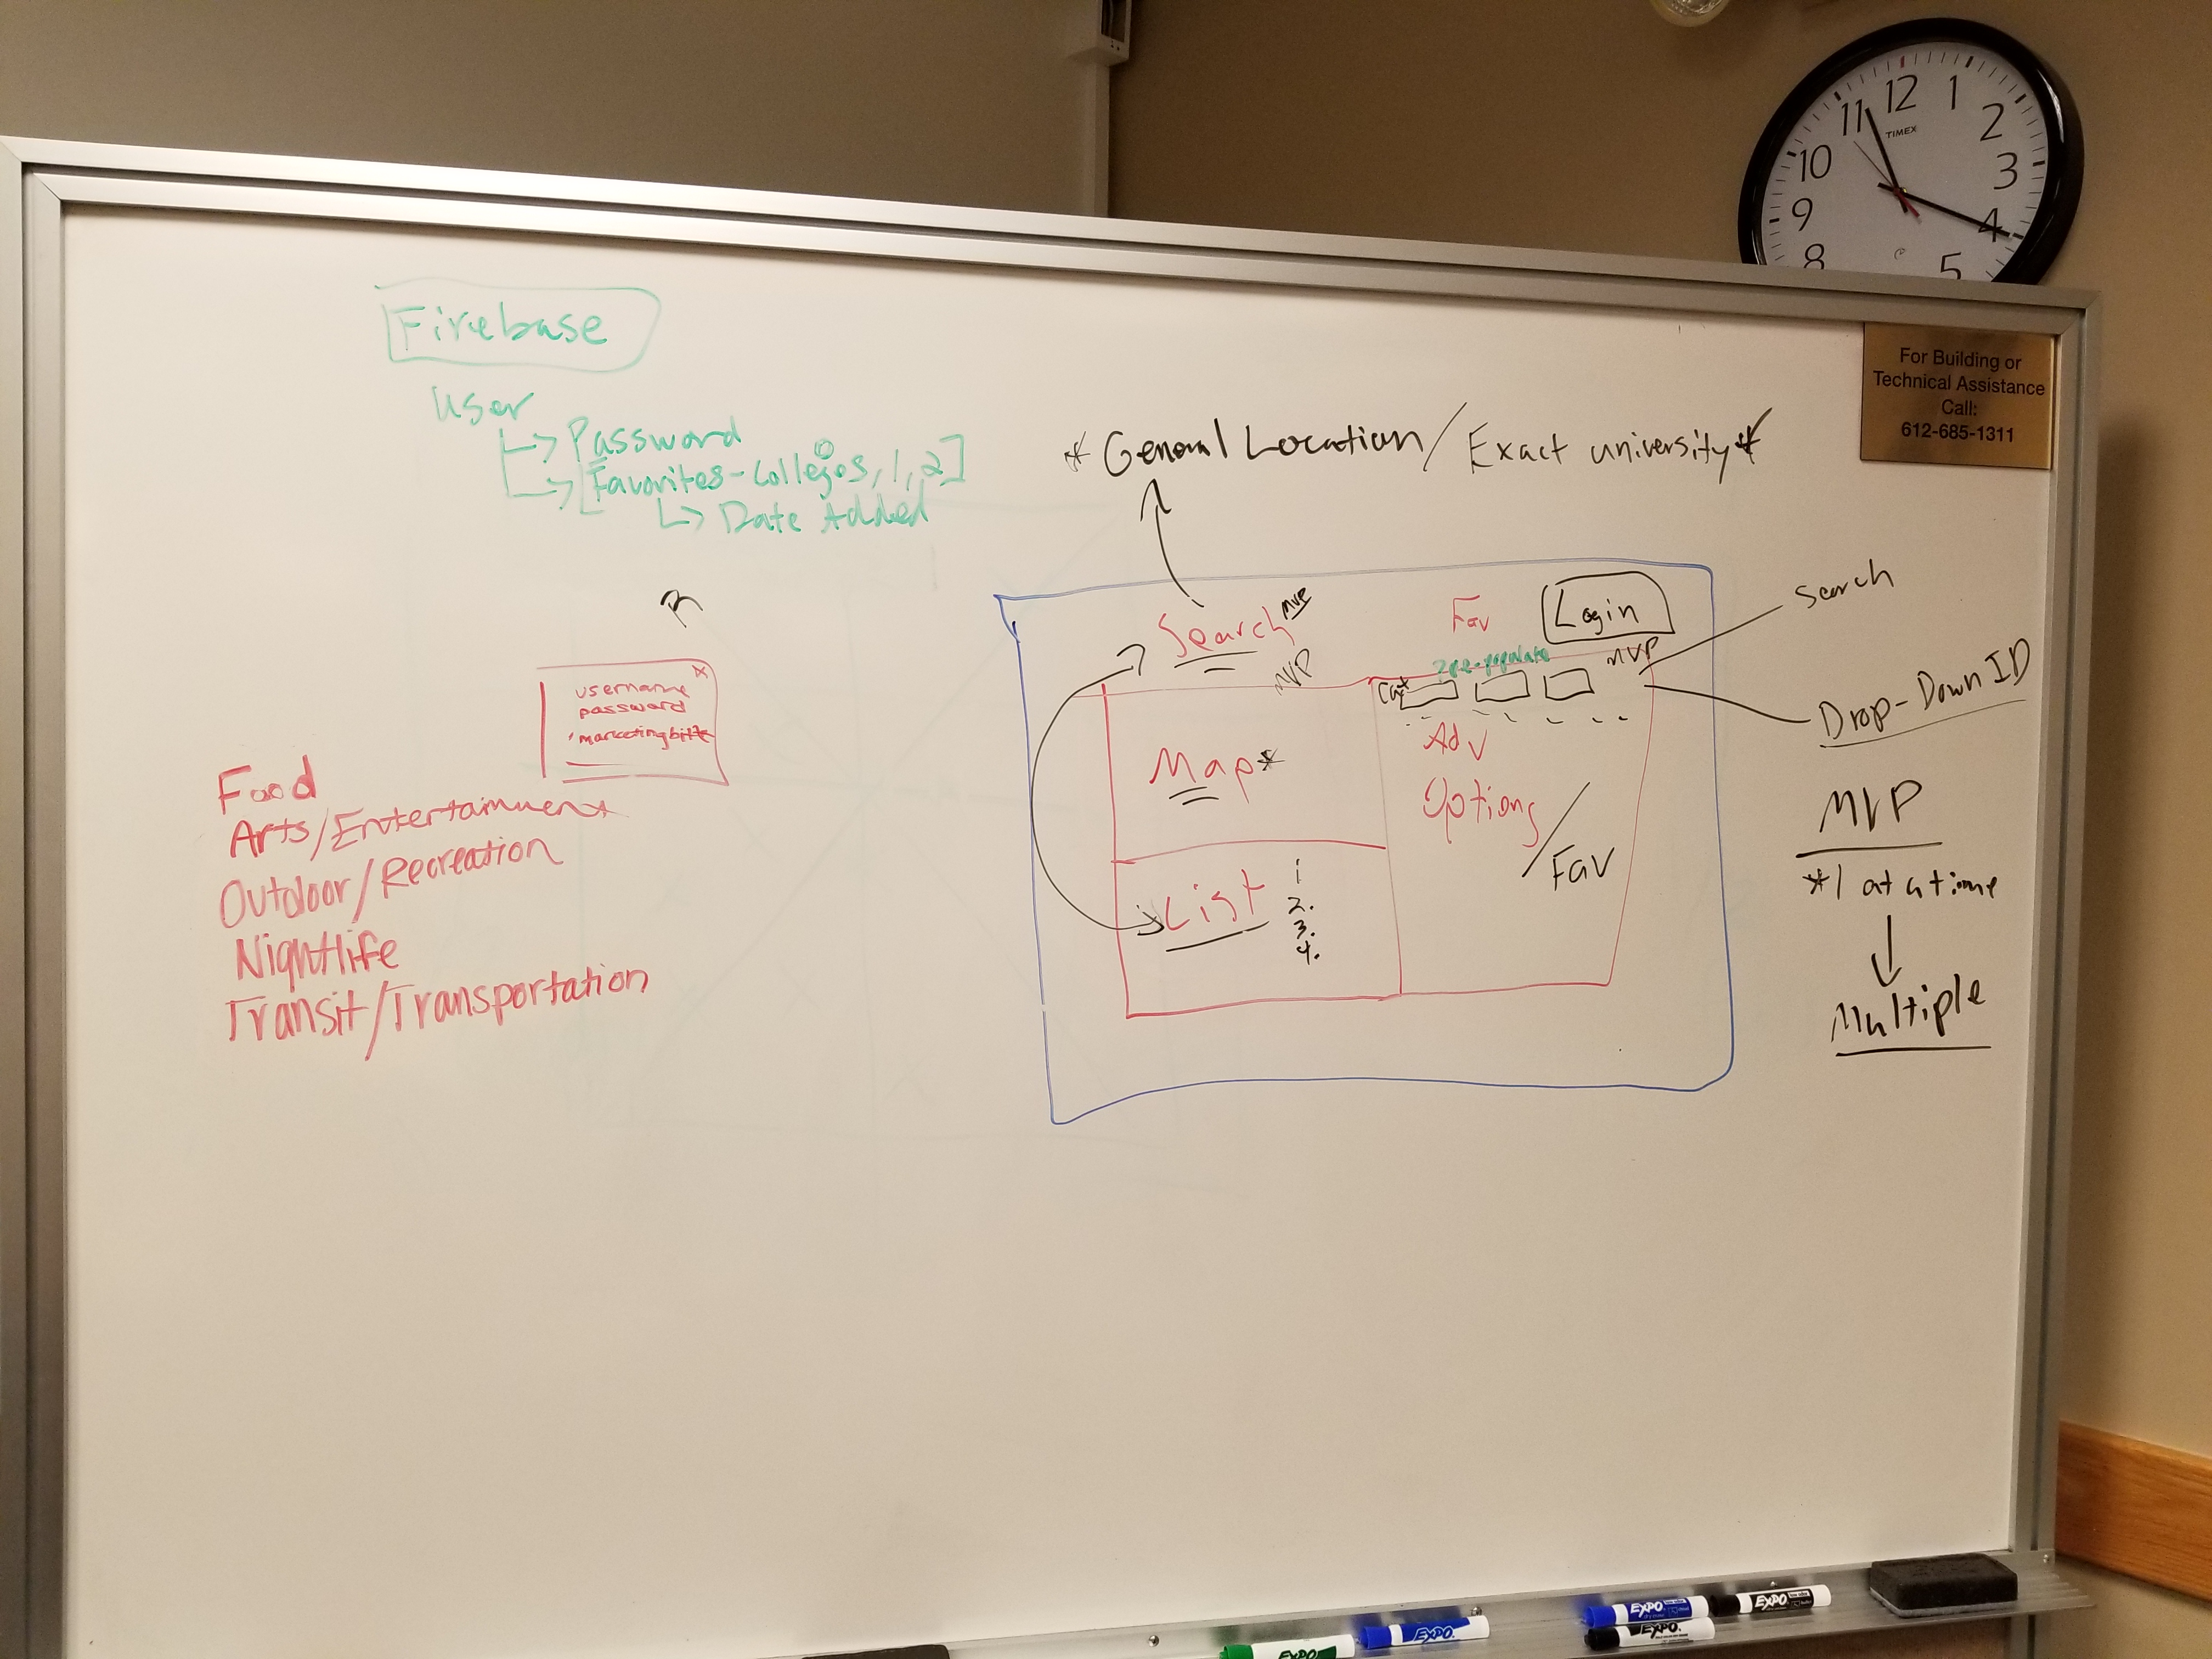 12
11
1
TIMEX
10
2
3
9
4
8
5
For Building or
Technical Assistance
Call:
612-685-1311
Firebase
User
Password
[Favorites - Colleges, 1, 2]
Date Added
username
password
marketing
x
Food
Arts/Entertainment
Outdoor/Recreation
Nightlife
Transit/Transportation
* General Location / Exact university *
Search MVP
MVP
Fav
Login
MVP
pre-populate
Cat
Map*
Adv
Options
/ Fav
List
1
2.
3.
4.
Search
Drop-Down ID
MVP
*1 at a time
Multiple
EXPO
EXPO
EXPO
EXPO
EXPO